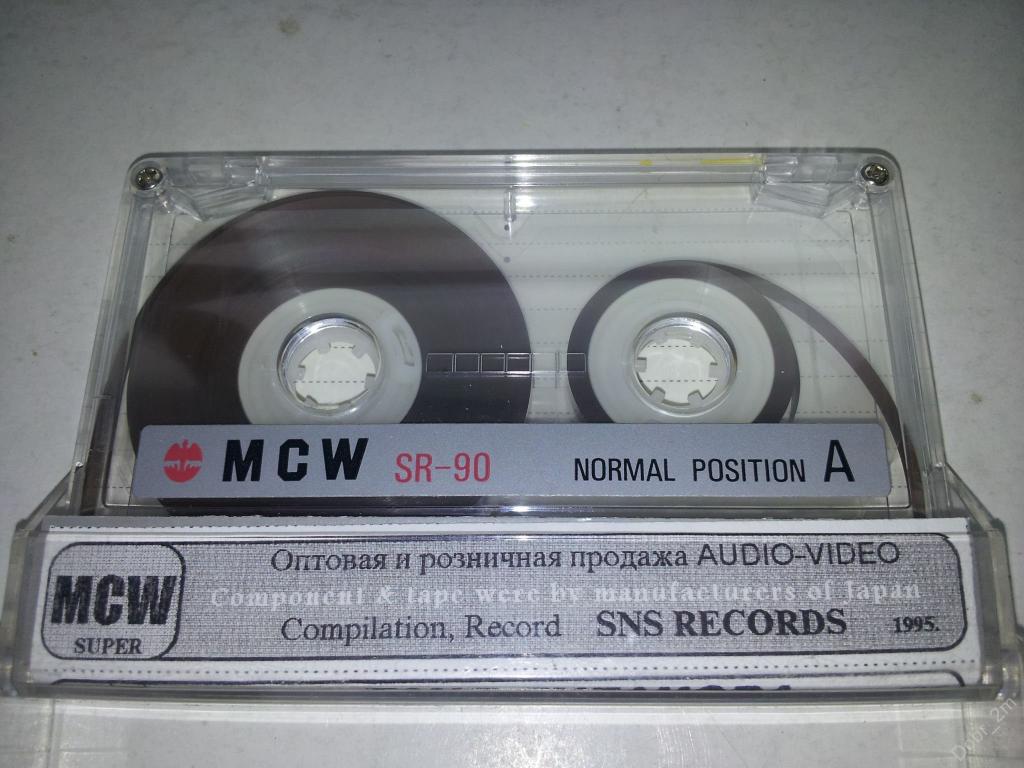 MCW SR-90 NORMAL POSITION A
MCW
SUPER
Оптовая и розничная продажа AUDIO-VIDEO
Component & tape were by manufacturers of Japan
Compilation, Record SNS RECORDS 1995.
Dubr_2m